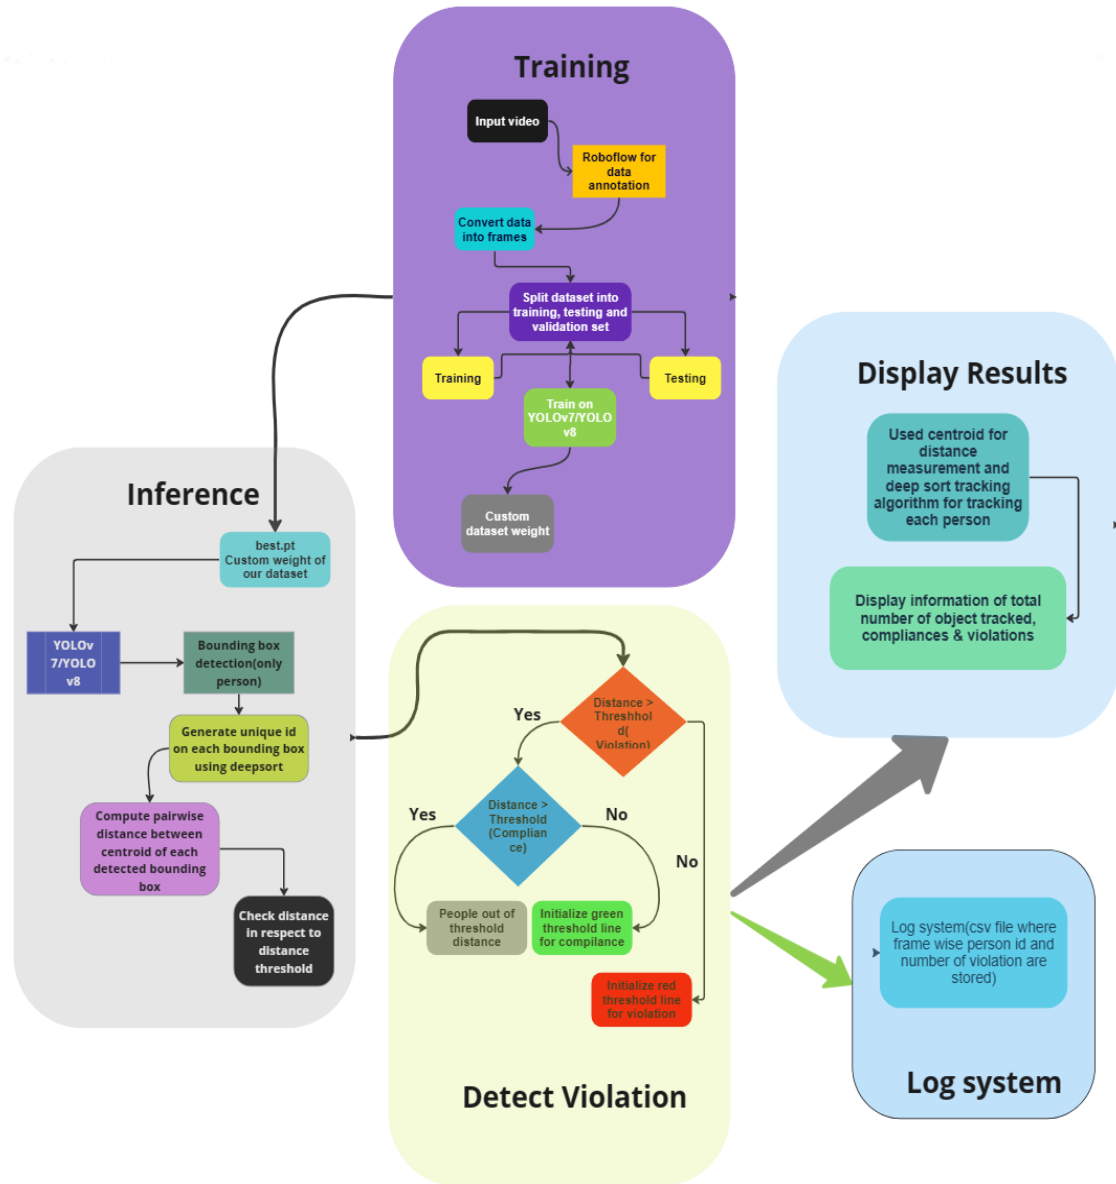 Training
Input video
Roboflow for
data
annotation
Convert data
into frames
Split dataset into
training, testing and
validation set
Training
Testing
Train on
YOLOv7/YOLO
v8
Custom
dataset weight
Inference
best.pt
Custom weight of
our dataset
YOLOv
7/YOLO
v8
Bounding box
detection(only
person)
Generate unique id
on each bounding box
using deepsort
Compute pairwise
distance between
centroid of each
detected bounding
box
Check distance
in respect to
distance
threshold
Distance >
Threshhol
d(
Violation)
Yes
Distance >
Threshold
(Complian
ce)
Yes
No
No
People out of
threshold
distance
Initialize green
threshold line
for compilance
Initialize red
threshold line
for violation
Detect Violation
Display Results
Used centroid for
distance
measurement and
deep sort tracking
algorithm for tracking
each person
Display information of total
number of object tracked,
compliances & violations
Log system(csv file where
frame wise person id and
number of violation are
stored)
Log system